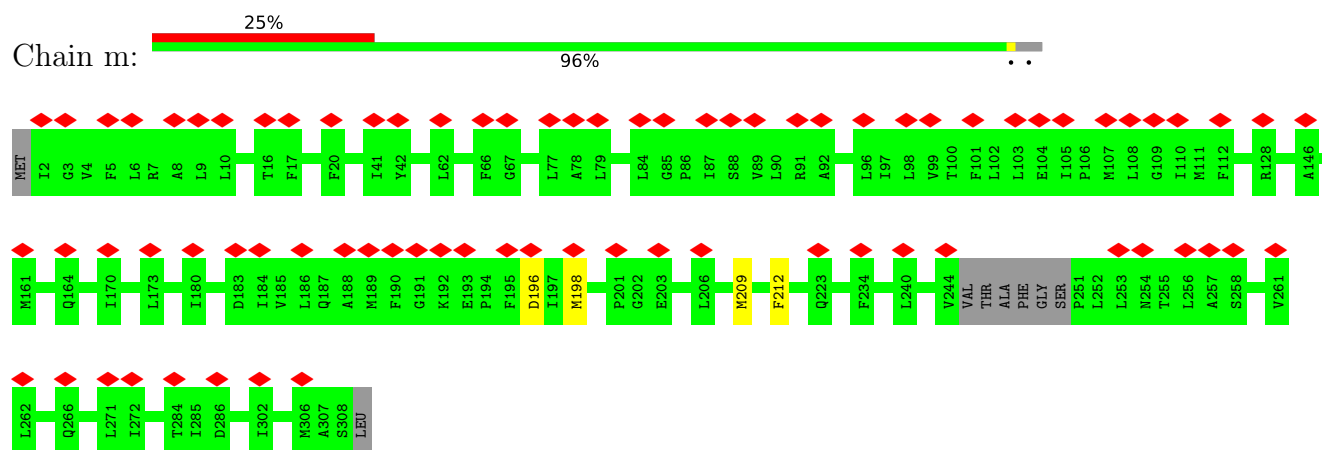 25%
Chain m:
96%
MET I2 G3 V4 F5 L6 R7 A8 L9 L10 T16 F17 F20 I41 Y42 L62 F66 G67 L77 A78 L79 L84 G85 P86 I87 S88 V89 L90 R91 A92 L96 I97 L98 V99 T100 F101 L102 L103 E104 I105 P106 M107 L108 G109 I110 M111 F112 R128 A146
M161 Q164 I170 L173 I180 D183 I184 V185 L186 Q187 A188 M189 F190 G191 K192 E193 P194 F195 D196 I197 M198 P201 G202 E203 L206 M209 F212 Q223 F234 L240 V244 VAL THR ALA PHE GLY SER P251 L252 L253 N254 T255 L256 A257 S258 V261
L262 Q266 L271 I272 T284 I285 D286 I302 M306 A307 S308 LEU